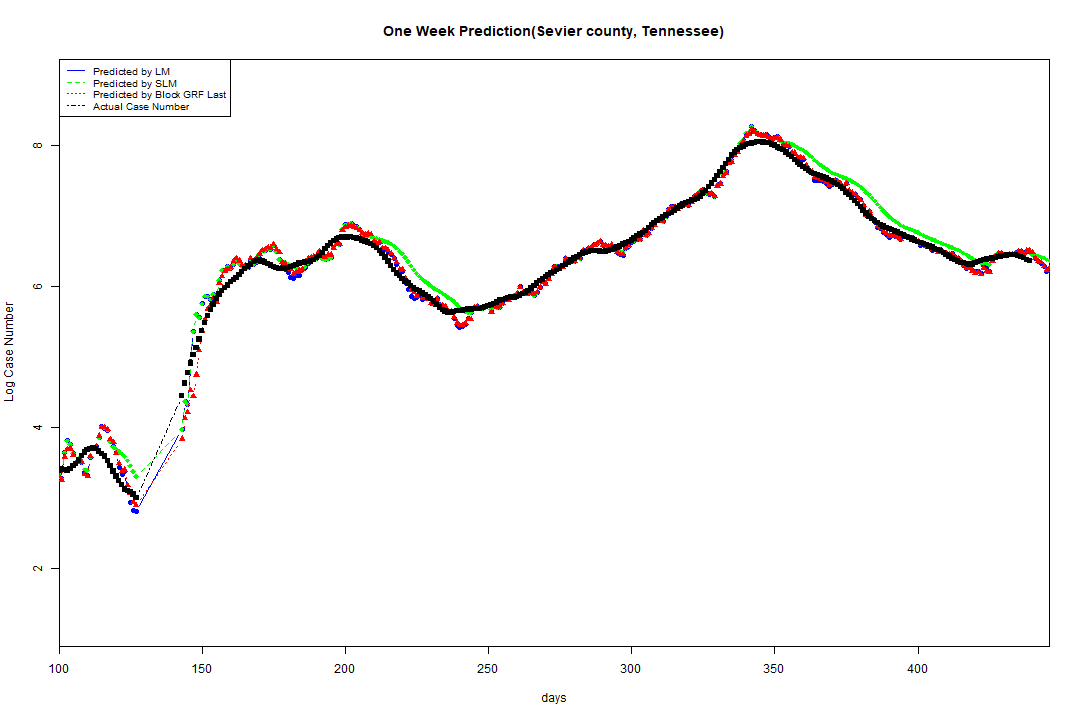 One Week Prediction(Sevier county, Tennessee)
Predicted by LM
Predicted by SLM
Predicted by Block GRF Last
Actual Case Number
8
6
4
2
Log Case Number
100 150 200 250 300 350 400
days